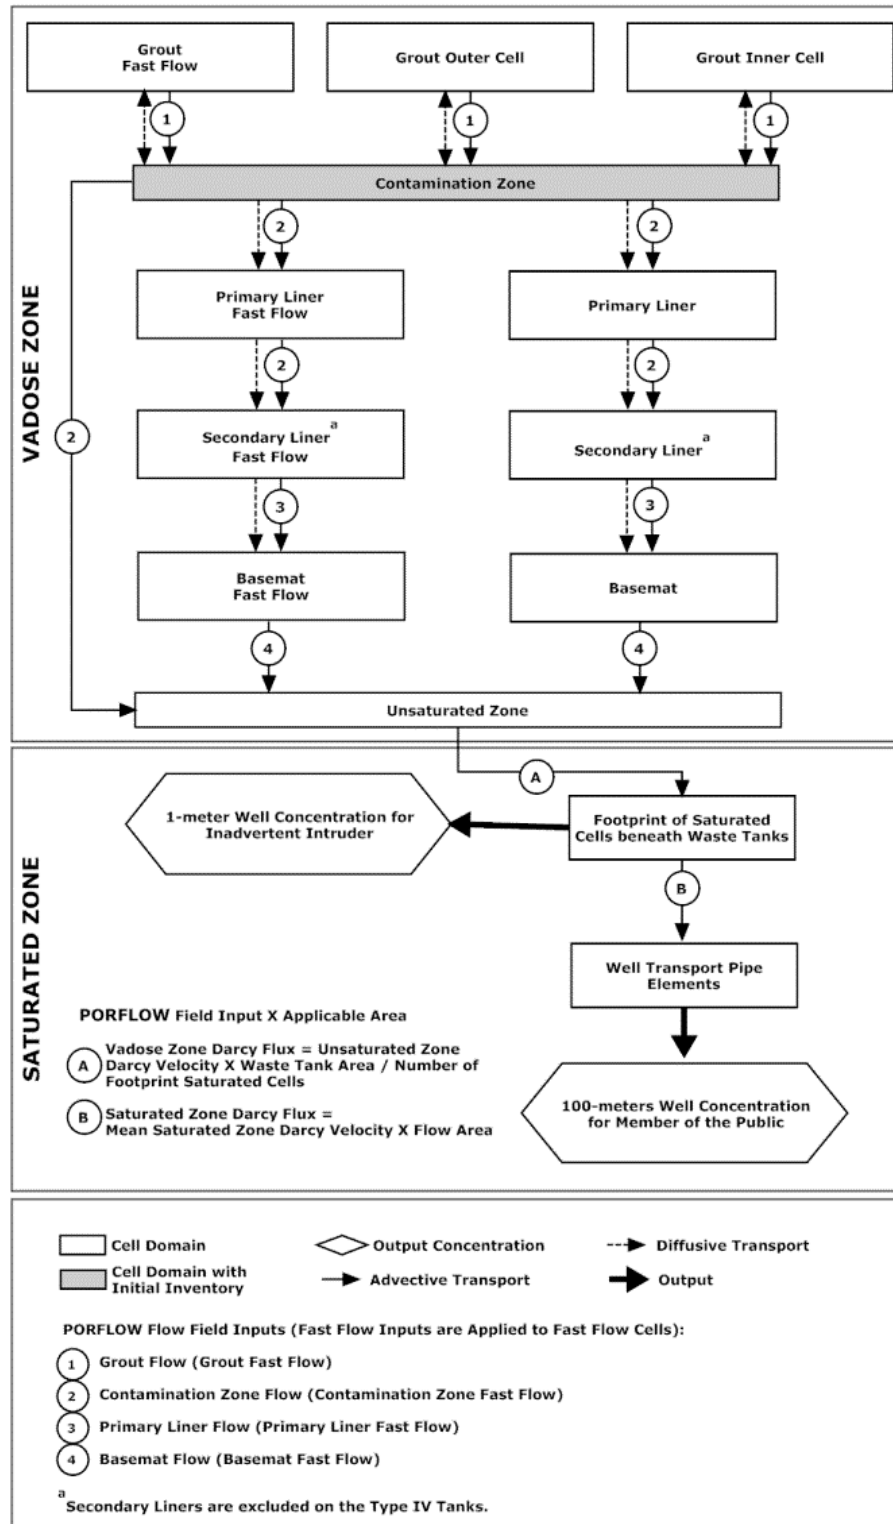 Grout
Fast Flow
Grout Outer Cell
Grout Inner Cell
1
1
1
Contamination Zone
2
2
VADOSE ZONE
Primary Liner
Fast Flow
Primary Liner
2
2
2
Secondary Liner a
Fast Flow
Secondary Liner a
3
3
Basemat
Fast Flow
Basemat
4
4
Unsaturated Zone
A
SATURATED ZONE
1-meter Well Concentration for
Inadvertent Intruder
Footprint of Saturated
Cells beneath Waste Tanks
B
Well Transport Pipe
Elements
PORFLOW Field Input X Applicable Area
A Vadose Zone Darcy Flux = Unsaturated Zone
Darcy Velocity X Waste Tank Area / Number of
Footprint Saturated Cells
B Saturated Zone Darcy Flux =
Mean Saturated Zone Darcy Velocity X Flow Area
100-meters Well Concentration
for Member of the Public
Cell Domain
Output Concentration
Diffusive Transport
Cell Domain with
Initial Inventory
Advective Transport
Output
PORFLOW Flow Field Inputs (Fast Flow Inputs are Applied to Fast Flow Cells):
1 Grout Flow (Grout Fast Flow)
2 Contamination Zone Flow (Contamination Zone Fast Flow)
3 Primary Liner Flow (Primary Liner Fast Flow)
4 Basemat Flow (Basemat Fast Flow)
a Secondary Liners are excluded on the Type IV Tanks.